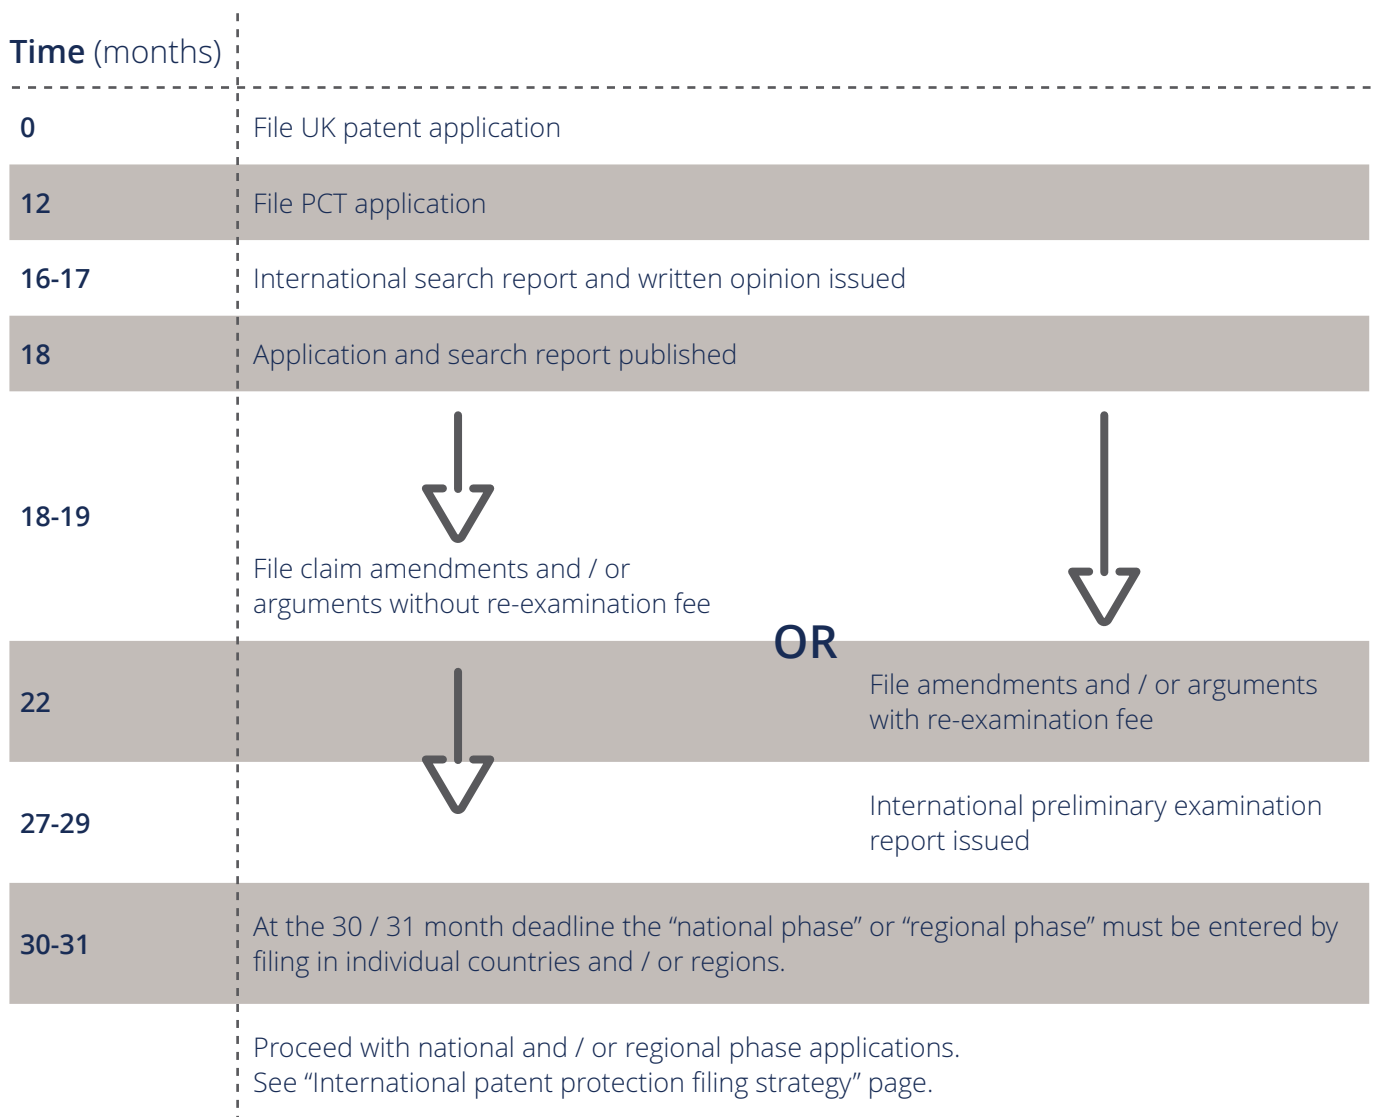 Time (months)
0
File UK patent application
12
File PCT application
16-17
International search report and written opinion issued
18
Application and search report published
18-19
File claim amendments and / or
arguments without re-examination fee
OR
22
File amendments and / or arguments
with re-examination fee
27-29
International preliminary examination
report issued
30-31
At the 30 / 31 month deadline the “national phase” or “regional phase” must be entered by
filing in individual countries and / or regions.
Proceed with national and / or regional phase applications.
See “International patent protection filing strategy” page.